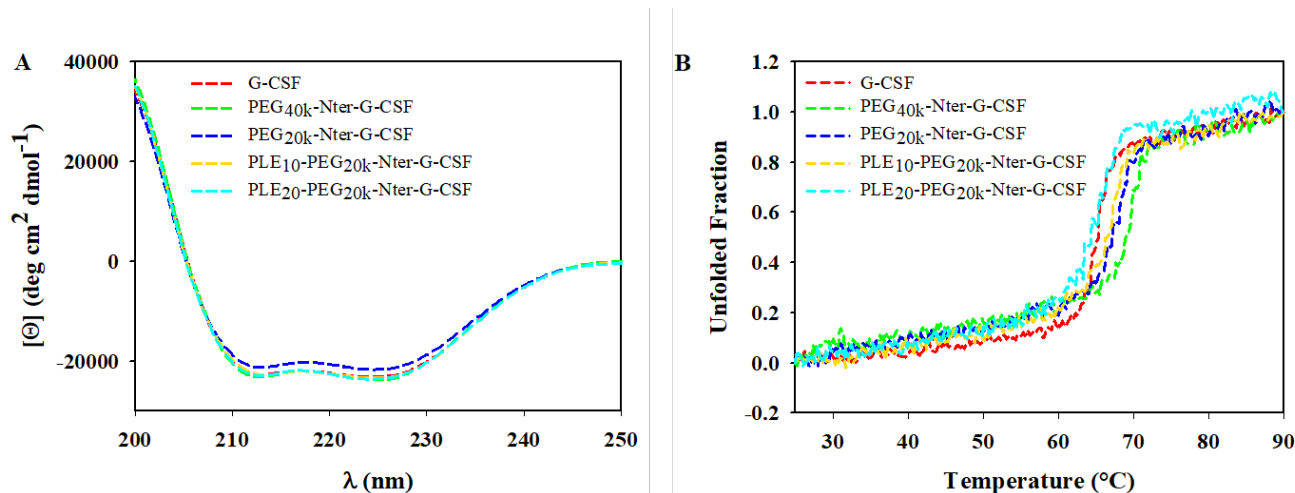 A
40000
20000
0
-20000
[Θ] (deg cm2 dmol-1)
G-CSF
PEG40k-Nter-G-CSF
PEG20k-Nter-G-CSF
PLE10-PEG20k-Nter-G-CSF
PLE20-PEG20k-Nter-G-CSF
200 210 220 230 240 250
λ (nm)
B
1.2
1.0
0.8
0.6
0.4
0.2
0.0
-0.2
Unfolded Fraction
G-CSF
PEG40k-Nter-G-CSF
PEG20k-Nter-G-CSF
PLE10-PEG20k-Nter-G-CSF
PLE20-PEG20k-Nter-G-CSF
30 40 50 60 70 80 90
Temperature (°C)